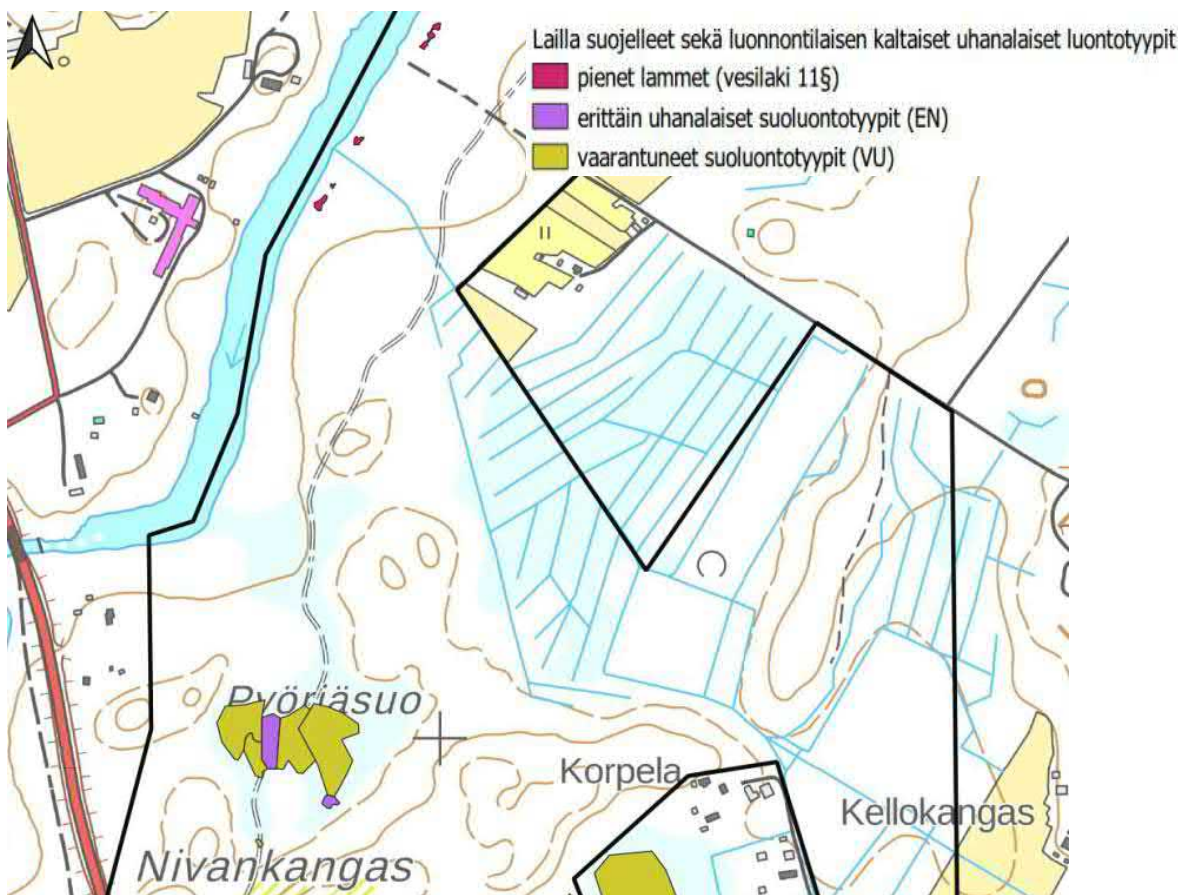 Lailla suojelleet sekä luonnontilaisen kaltaiset uhanalaiset luontotyypit
pienet lammet (vesilaki 11§)
erittäin uhanalaiset suoluontotyypit (EN)
vaarantuneet suoluontotyypit (VU)
Pyöriäsuo
Korpela
Kellokangas
Nivankangas